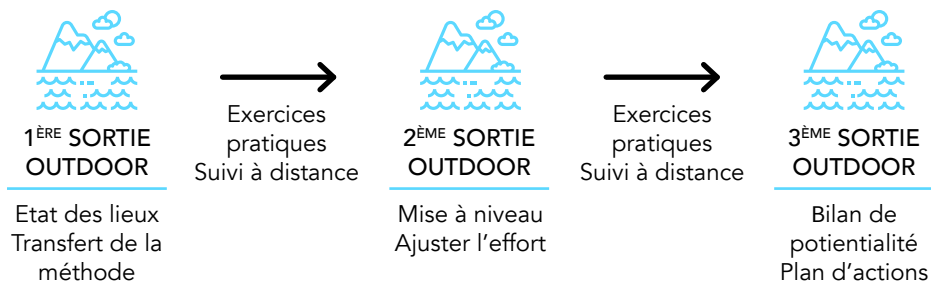 1ÈRE SORTIE
OUTDOOR
Etat des lieux
Transfert de la
méthode
Exercices
pratiques
Suivi à distance
2ÈME SORTIE
OUTDOOR
Mise à niveau
Ajuster l’effort
Exercices
pratiques
Suivi à distance
3ÈME SORTIE
OUTDOOR
Bilan de
potientialité
Plan d’actions